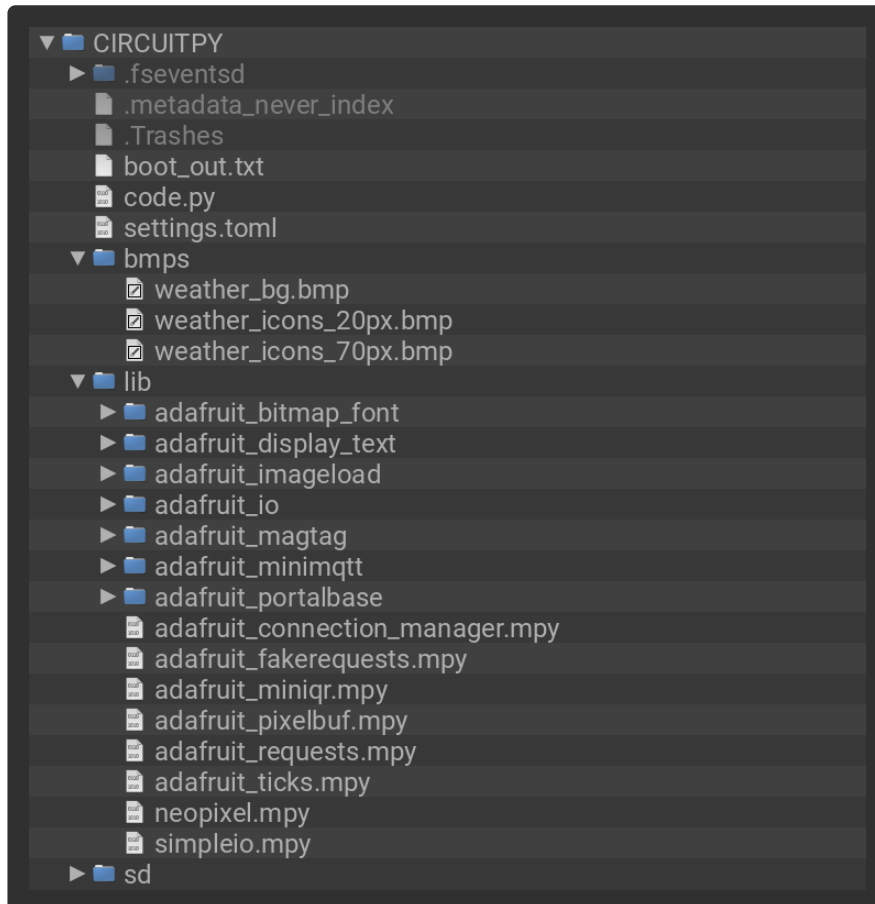 CIRCUITPY
.fseventsd
.metadata_never_index
.Trashes
boot_out.txt
code.py
settings.toml
bmps
weather_bg.bmp
weather_icons_20px.bmp
weather_icons_70px.bmp
lib
adafruit_bitmap_font
adafruit_display_text
adafruit_imageload
adafruit_io
adafruit_magtag
adafruit_minimqtt
adafruit_portalbase
adafruit_connection_manager.mpy
adafruit_fakerequests.mpy
adafruit_miniqr.mpy
adafruit_pixelbuf.mpy
adafruit_requests.mpy
adafruit_ticks.mpy
neopixel.mpy
simpleio.mpy
sd